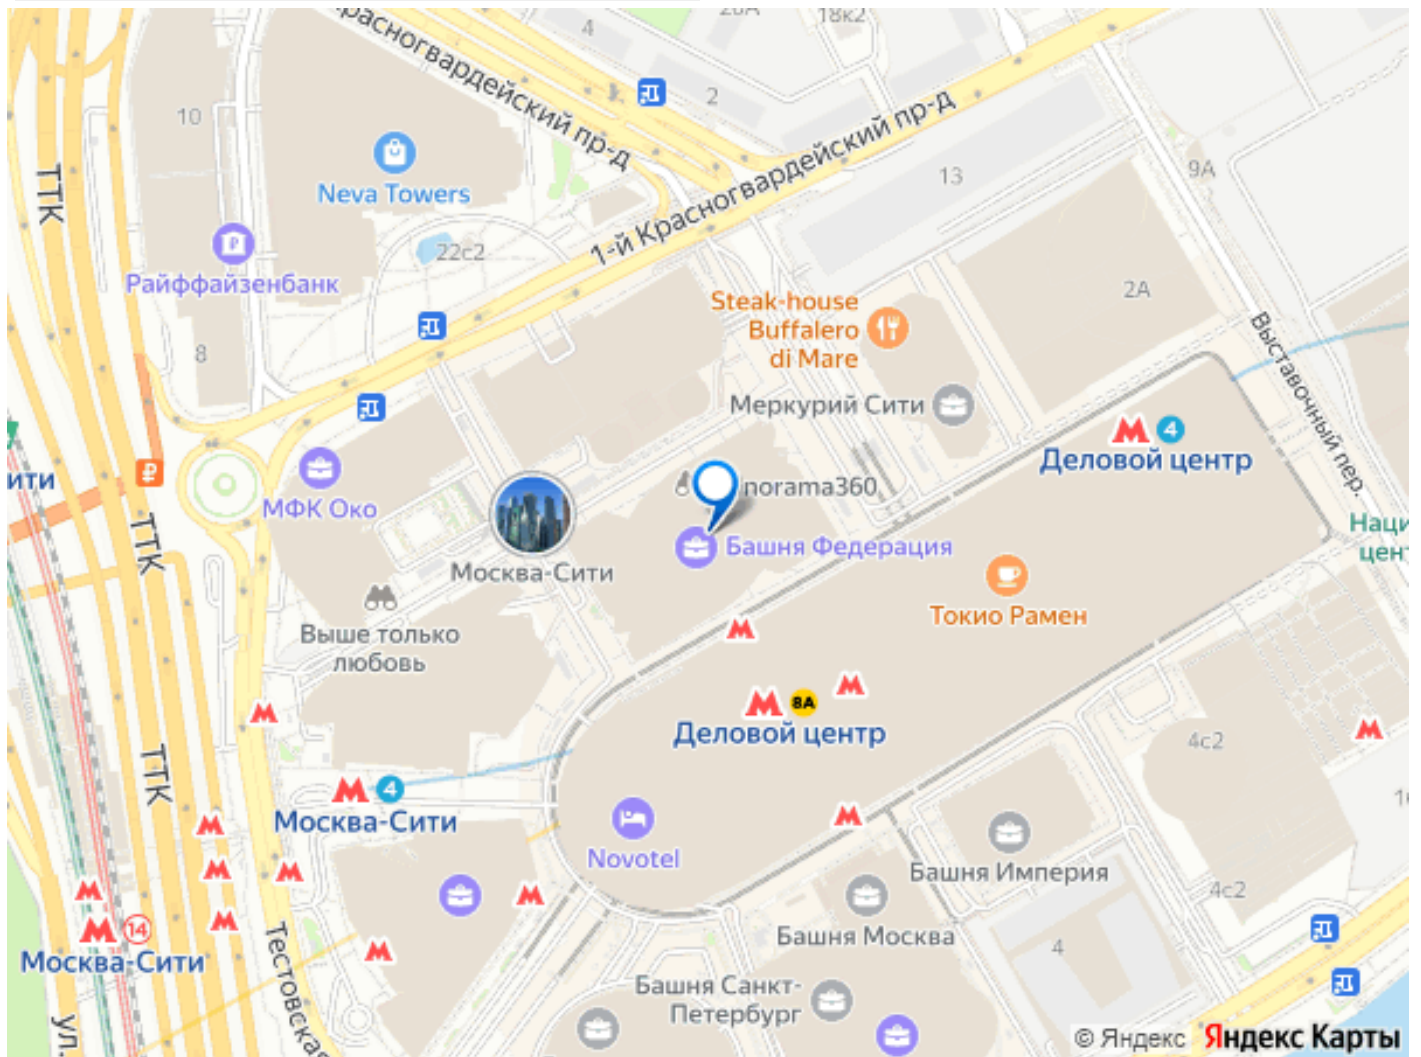 28А
18к2
4
Красногвардейский пр-д
2
10
1-й Красногвардейский пр-д
ТТК
Neva Towers
13
9А
22с2
Райффайзенбанк
2А
Steak-house
Buffalero
di Mare
8
Выставочный пер.
Меркурий Сити
4
Деловой центр
ити
МФК Око
norama360
ТТК
Башня Федерация
Наци
цент
Москва-Сити
Токио Рамен
Выше только
любовь
8А
Деловой центр
4с2
ТТК
4
Москва-Сити
Novotel
Башня Империя
4с2
14
Москва-Сити
Башня Москва
4
Тестовская
Башня Санкт-
Петербург
ул.
© Яндекс Яндекс Карты